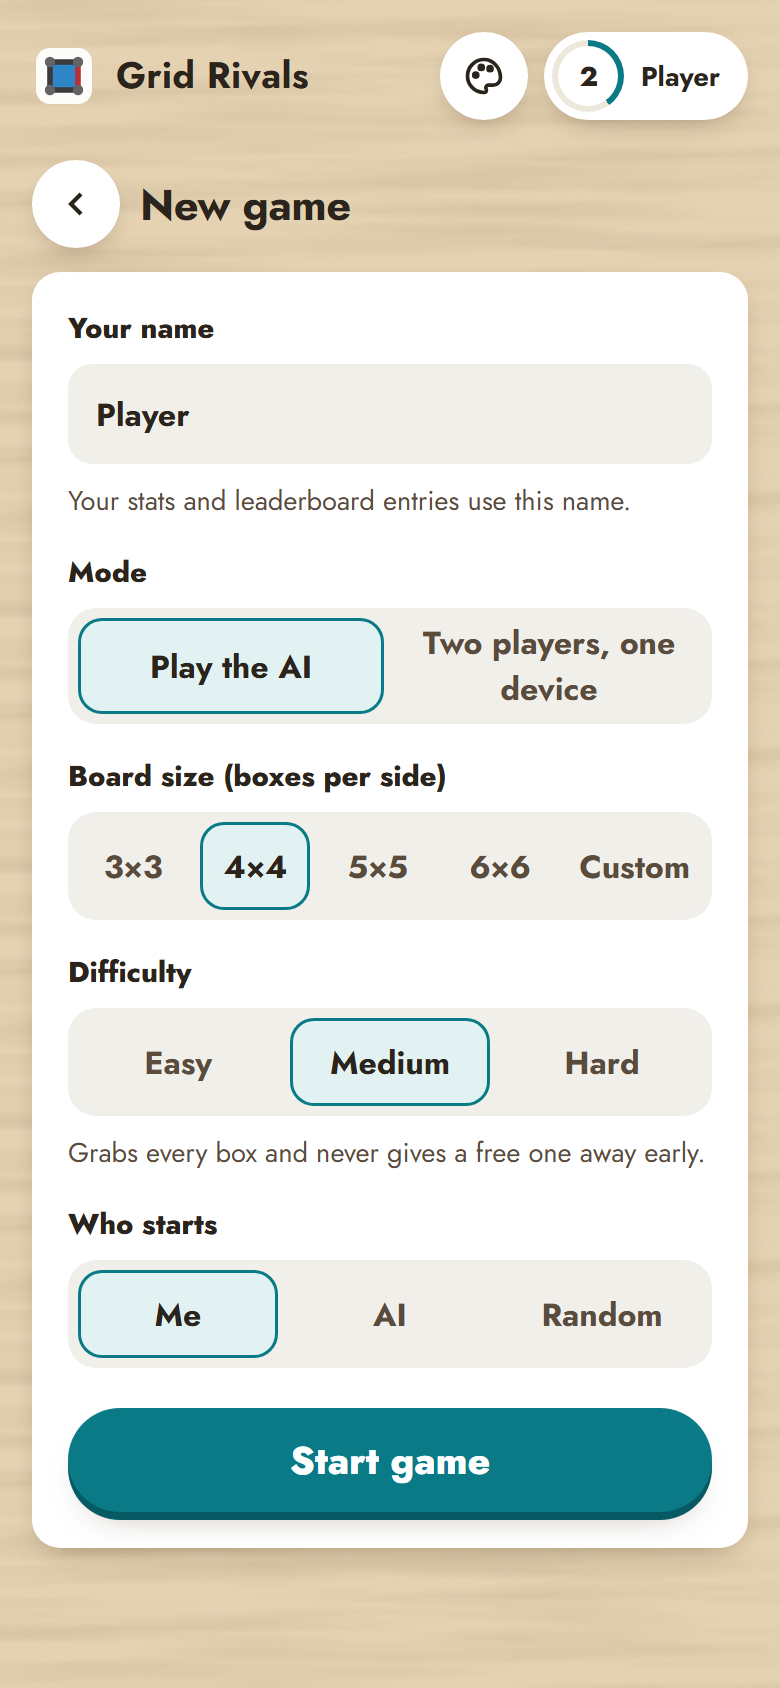 Grid Rivals
2
Player
New game
Your name
Player
Your stats and leaderboard entries use this name.
Mode
Play the AI
Two players, one
device
Board size (boxes per side)
3×3
4×4
5×5
6×6
Custom
Difficulty
Easy
Medium
Hard
Grabs every box and never gives a free one away early.
Who starts
Me
AI
Random
Start game